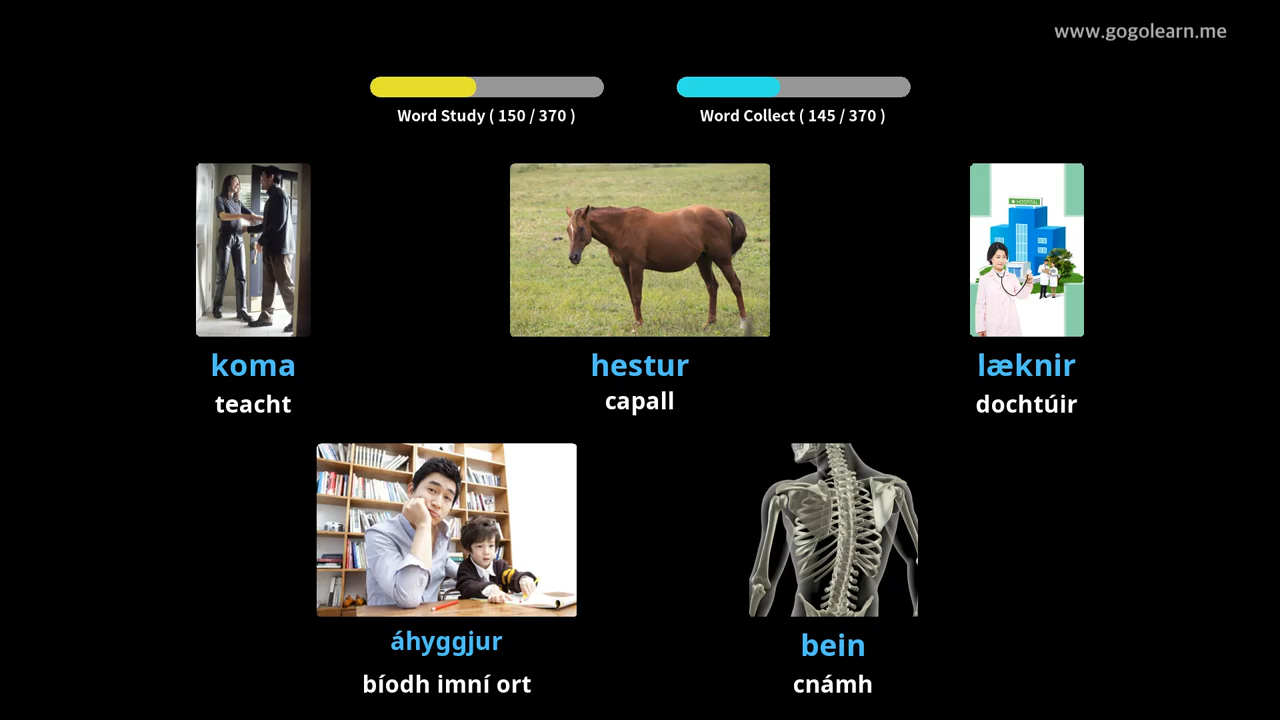 www.gogolearn.me
Word Study ( 150 / 370 )
Word Collect ( 145 / 370 )
HOSPITAL
koma
hestur
læknir
teacht
capall
dochtúir
áhyggjur
bein
bíodh imní ort
cnámh